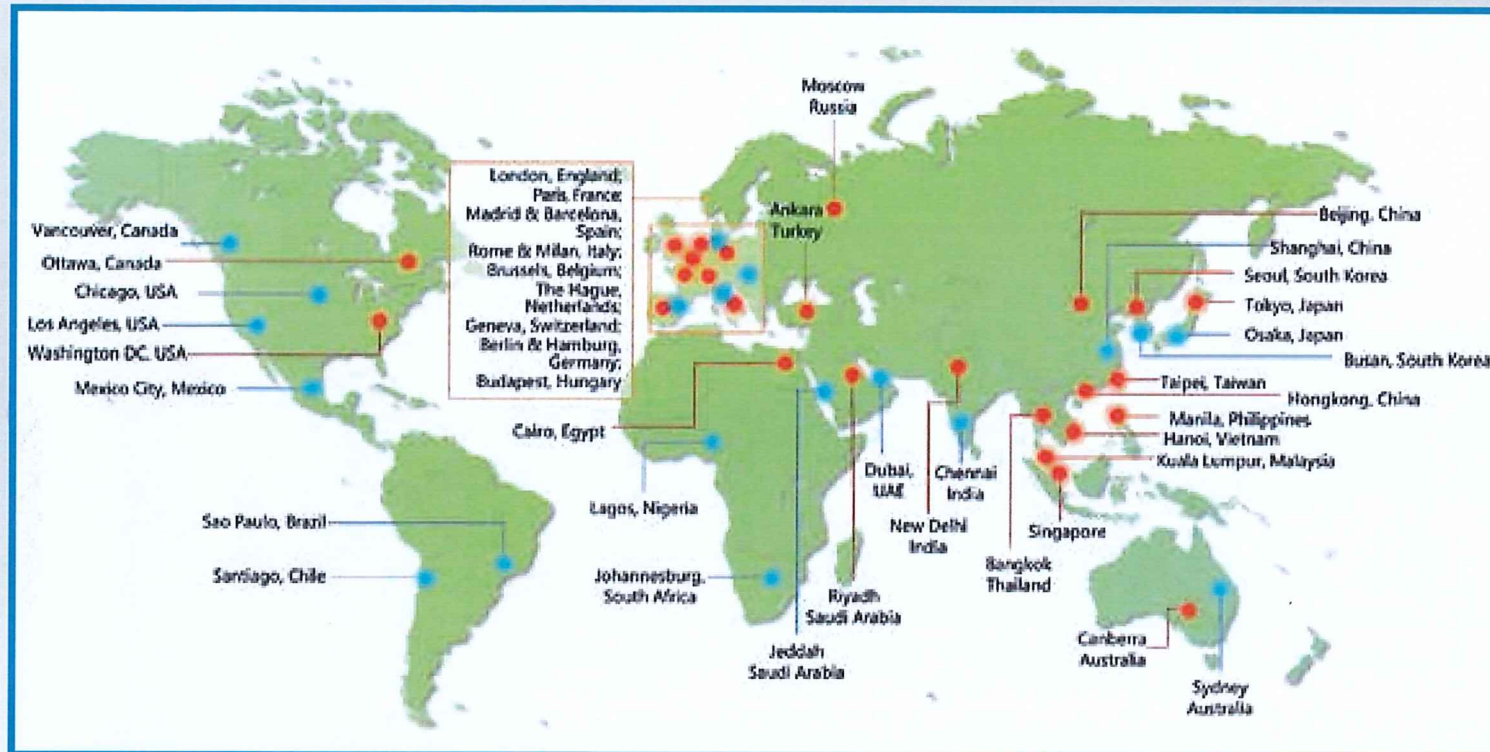 Moscow
Russia
London, England;
Paris, France;
Madrid & Barcelona,
Spain;
Rome & Milan, Italy;
Brussels, Belgium;
The Hague,
Netherlands;
Geneva, Switzerland;
Berlin & Hamburg,
Germany;
Budapest, Hungary
Ankara
Turkey
Vancouver, Canada
Ottawa, Canada
Chicago, USA
Los Angeles, USA
Washington DC, USA
Mexico City, Mexico
Beijing, China
Shanghai, China
Seoul, South Korea
Tokyo, Japan
Osaka, Japan
Busan, South Korea
Taipei, Taiwan
Hongkong, China
Manila, Philippines
Hanoi, Vietnam
Kuala Lumpur, Malaysia
Cairo, Egypt
Lagos, Nigeria
Dubai,
UAE
Chennai
India
New Delhi
India
Singapore
Bangkok
Thailand
Sao Paulo, Brazil
Santiago, Chile
Johannesburg,
South Africa
Riyadh
Saudi Arabia
Jeddah
Saudi Arabia
Canberra
Australia
Sydney
Australia